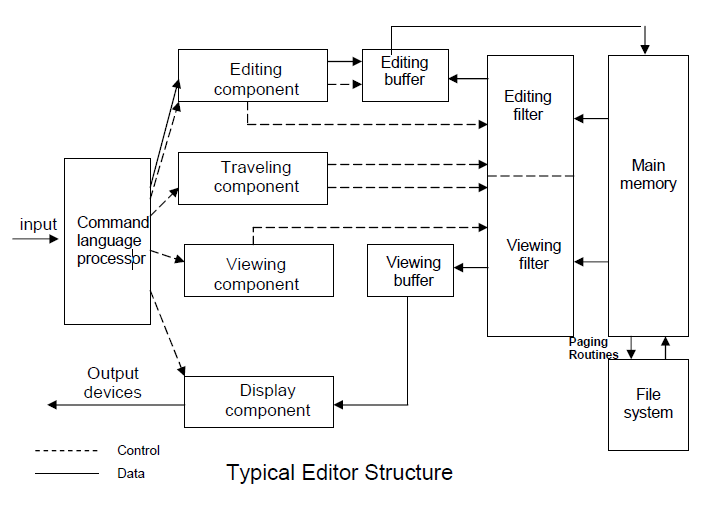 Editing
component
Editing
buffer
Editing
filter
Traveling
component
Main
memory
input
Command
language
processor
Viewing
component
Viewing
buffer
Viewing
filter
Paging
Routines
Output
devices
Display
component
File
system
Control
Data
Typical Editor Structure